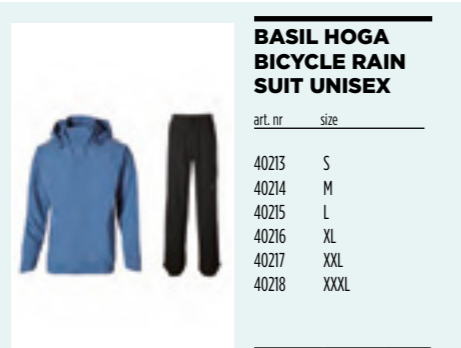 BASIL HOGA
BICYCLE RAIN
SUIT UNISEX
art. nr size
40213 S
40214 M
40215 L
40216 XL
40217 XXL
40218 XXXL